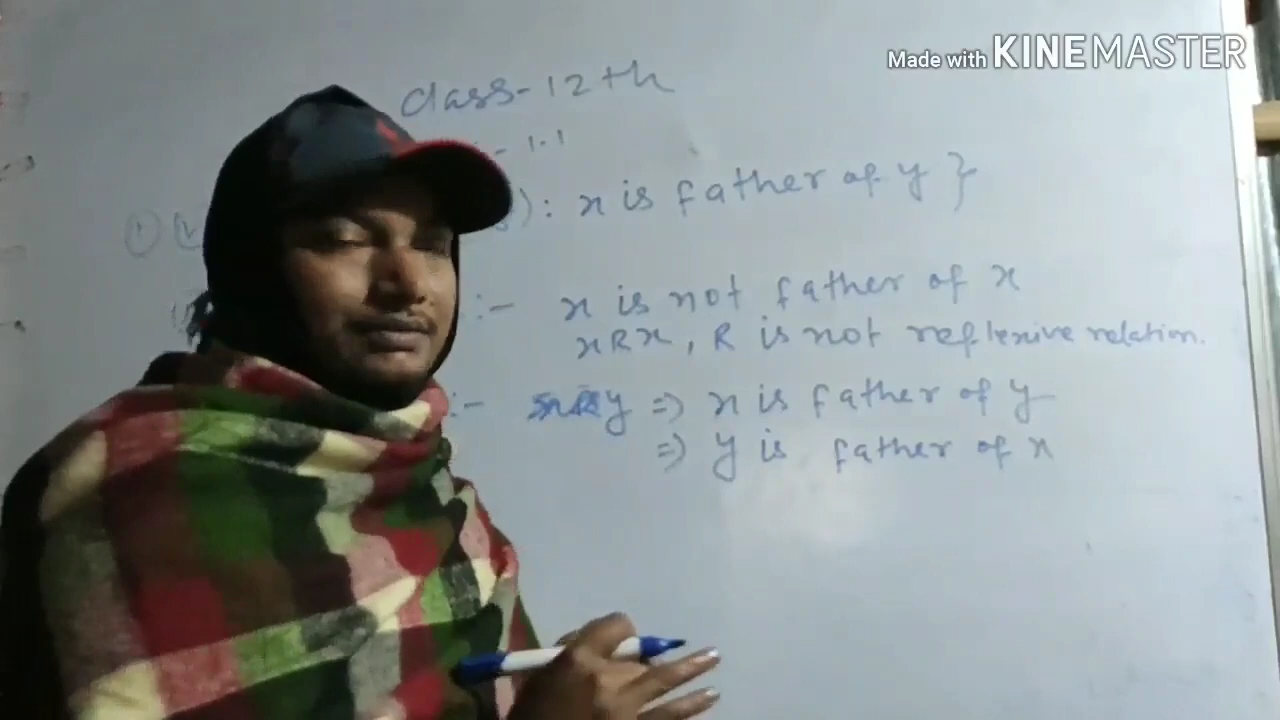 Made with KINEMASTER
Class-12th
- 1.1
① ): x is father of y }
:- x is not father of x
xRx, R is not reflexive relation.
:- xRy => x is father of y
=> y is father of x